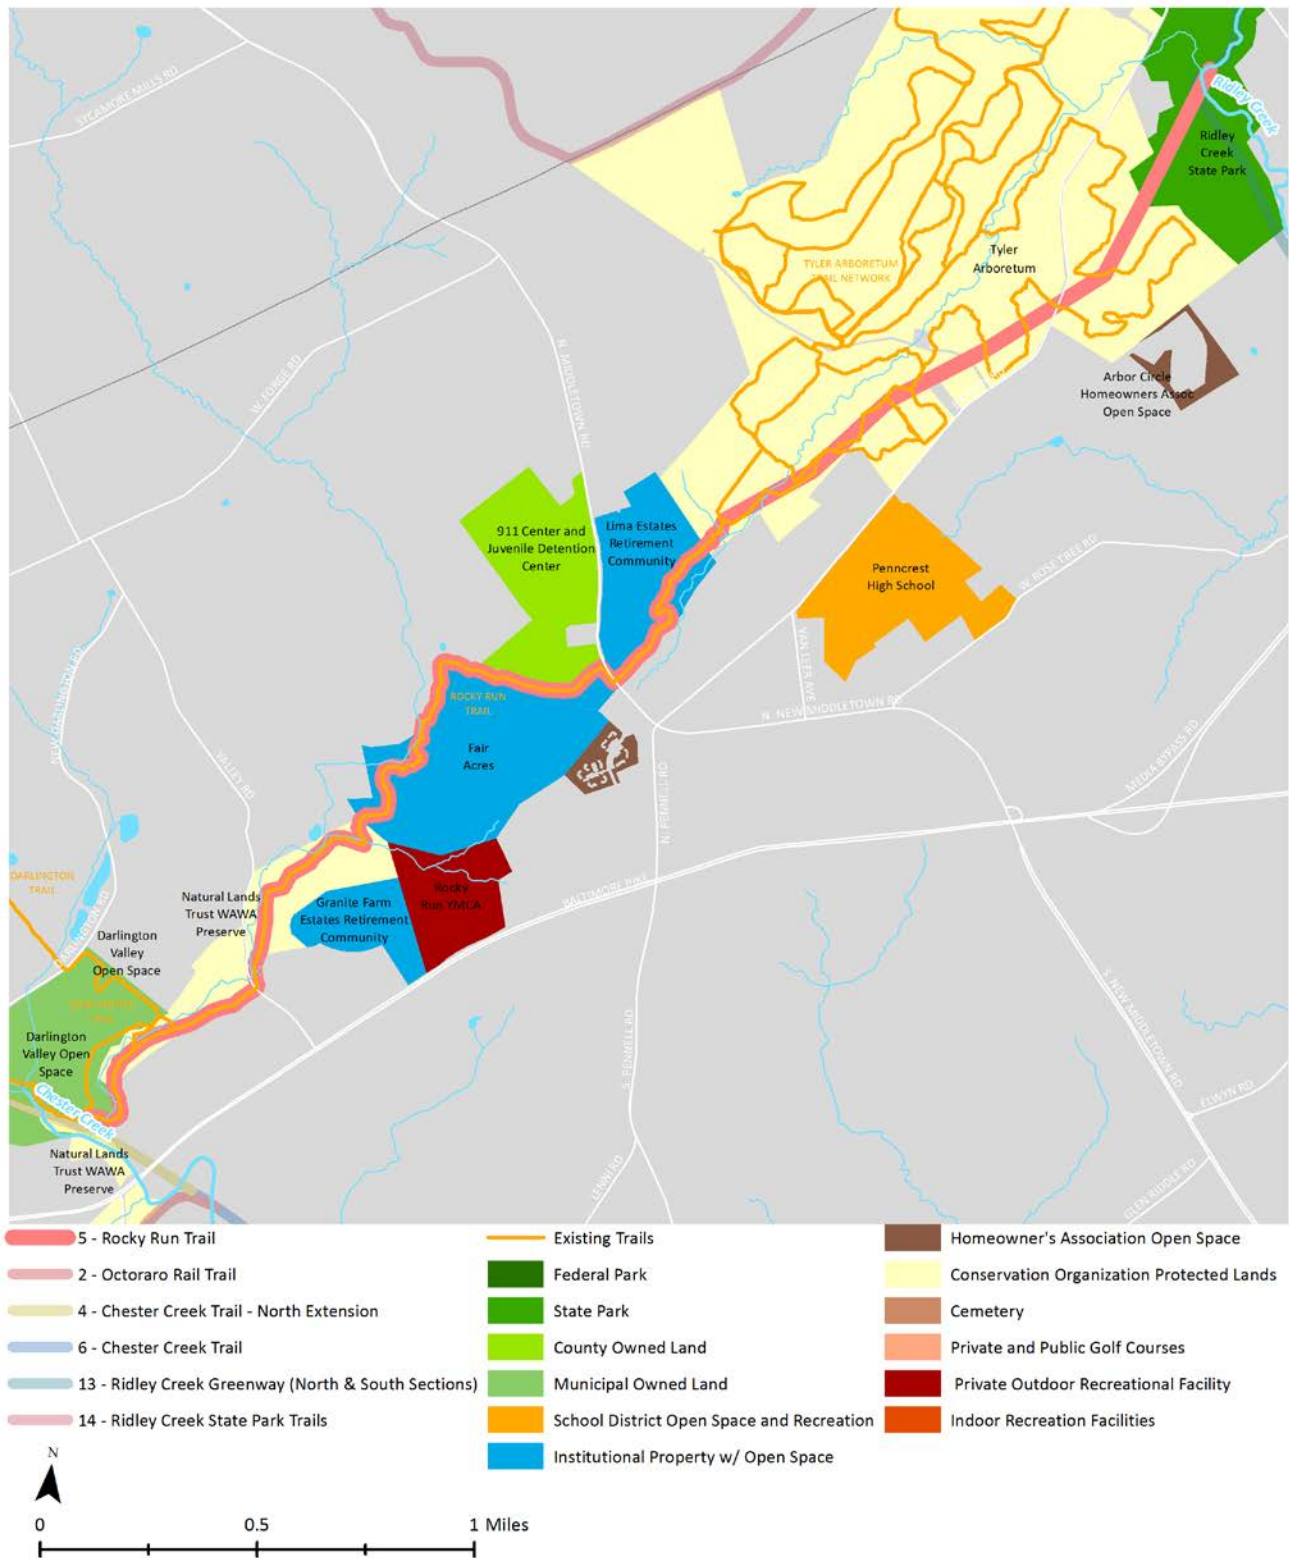 SYCAMORE MILLS RD
Ridley Creek
Ridley
Creek
State Park
Tyler
Arboretum
TYLER ARBORETUM
TRAIL NETWORK
N. MIDDLETOWN RD
W. FORGE RD
Arbor Circle
Homeowners Assoc
Open Space
911 Center and
Juvenile Detention
Center
Lima Estates
Retirement
Community
Penncrest
High School
W. ROSE TREE RD
VAN LEER AVE
N. NEW MIDDLETOWN RD
NEW DARLINGTON RD
ROCKY RUN
TRAIL
Fair
Acres
VALLEY RD
N. PENNELL RD
MEDIA BYPASS RD
BALTIMORE PIKE
DARLINGTON
TRAIL
DARLINGTON RD
Natural Lands
Trust WAWA
Preserve
Granite Farm
Estates Retirement
Community
Rocky
Run YMCA
Darlington
Valley
Open Space
Darlington
Valley Open
Space
Chester Creek
S. PENNELL RD
S. NEW MIDDLETOWN RD
ELWYN RD
Natural Lands
Trust WAWA
Preserve
LENNI RD
GLEN RIDDLE RD
5 - Rocky Run Trail
2 - Octoraro Rail Trail
4 - Chester Creek Trail - North Extension
6 - Chester Creek Trail
13 - Ridley Creek Greenway (North & South Sections)
14 - Ridley Creek State Park Trails
Existing Trails
Federal Park
State Park
County Owned Land
Municipal Owned Land
School District Open Space and Recreation
Institutional Property w/ Open Space
Homeowner's Association Open Space
Conservation Organization Protected Lands
Cemetery
Private and Public Golf Courses
Private Outdoor Recreational Facility
Indoor Recreation Facilities
N
0 0.5 1 Miles